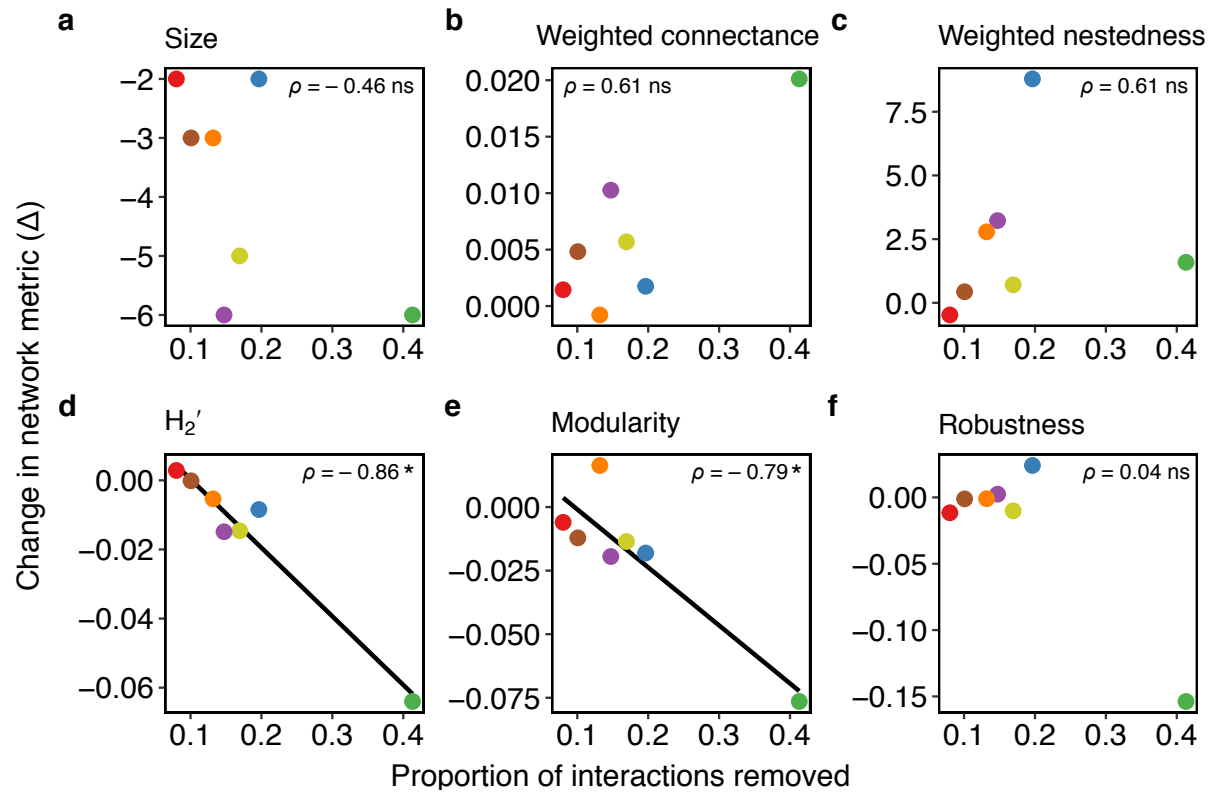 a
Size
ρ = − 0.46 ns
−2
−3
−4
−5
−6
0.1 0.2 0.3 0.4
b
Weighted connectance
ρ = 0.61 ns
0.020
0.015
0.010
0.005
0.000
0.1 0.2 0.3 0.4
c
Weighted nestedness
ρ = 0.61 ns
7.5
5.0
2.5
0.0
0.1 0.2 0.3 0.4
Change in network metric (Δ)
d
H₂′
ρ = − 0.86 *
0.00
−0.02
−0.04
−0.06
0.1 0.2 0.3 0.4
e
Modularity
ρ = − 0.79 *
0.000
−0.025
−0.050
−0.075
0.1 0.2 0.3 0.4
f
Robustness
ρ = 0.04 ns
0.00
−0.05
−0.10
−0.15
0.1 0.2 0.3 0.4
Proportion of interactions removed